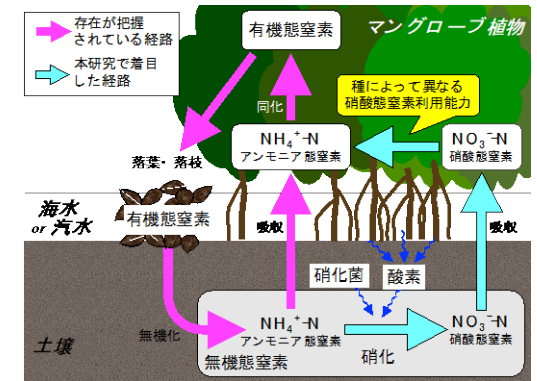 存在が把握
されている経路
本研究で着目
した経路
有機態窒素
マングローブ植物
同化
種によって異なる
硝酸態窒素利用能力
NH₄⁺-N
アンモニア態窒素
NO₃⁻-N
硝酸態窒素
落葉・落枝
海水
or 汽水
有機態窒素
吸収
吸収
硝化菌
酸素
無機化
NH₄⁺-N
アンモニア態窒素
NO₃⁻-N
硝酸態窒素
無機態窒素
硝化
土壌